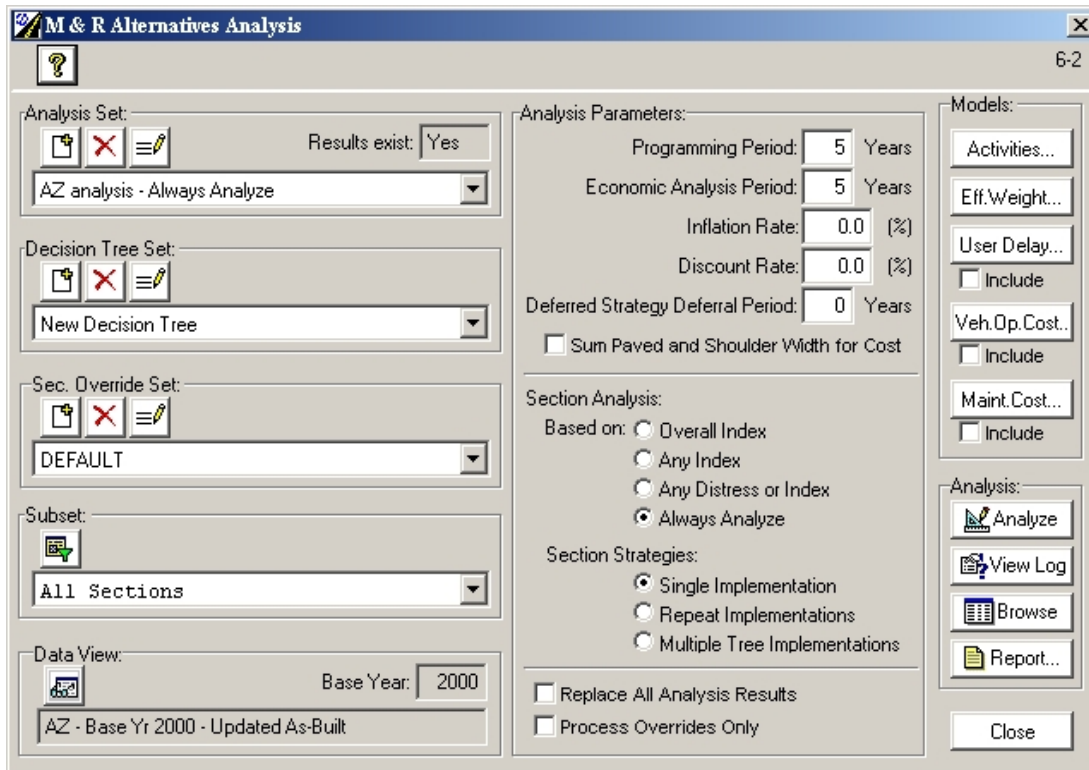 M & R Alternatives Analysis
6-2
Analysis Set:
Results exist: Yes
AZ analysis - Always Analyze
Decision Tree Set:
New Decision Tree
Sec. Override Set:
DEFAULT
Subset:
All Sections
Data View:
Base Year: 2000
AZ - Base Yr 2000 - Updated As-Built
Analysis Parameters:
Programming Period: 5 Years
Economic Analysis Period: 5 Years
Inflation Rate: 0.0 (%)
Discount Rate: 0.0 (%)
Deferred Strategy Deferral Period: 0 Years
Sum Paved and Shoulder Width for Cost
Section Analysis:
Based on: Overall Index
Any Index
Any Distress or Index
Always Analyze
Section Strategies:
Single Implementation
Repeat Implementations
Multiple Tree Implementations
Replace All Analysis Results
Process Overrides Only
Models:
Activities...
Eff.Weight...
User Delay...
Include
Veh.Op.Cost..
Include
Maint.Cost...
Include
Analysis:
Analyze
View Log
Browse
Report...
Close